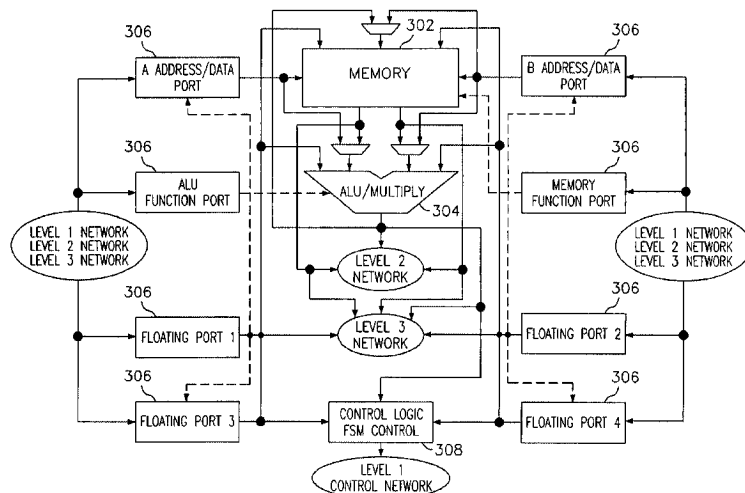 306
302
306
A ADDRESS/DATA
PORT
MEMORY
B ADDRESS/DATA
PORT
306
306
ALU
FUNCTION PORT
ALU/MULTIPLY
304
MEMORY
FUNCTION PORT
LEVEL 1 NETWORK
LEVEL 2 NETWORK
LEVEL 3 NETWORK
LEVEL 2
NETWORK
LEVEL 1 NETWORK
LEVEL 2 NETWORK
LEVEL 3 NETWORK
306
306
FLOATING PORT 1
LEVEL 3
NETWORK
FLOATING PORT 2
306
306
FLOATING PORT 3
CONTROL LOGIC
FSM CONTROL
FLOATING PORT 4
308
LEVEL 1
CONTROL NETWORK